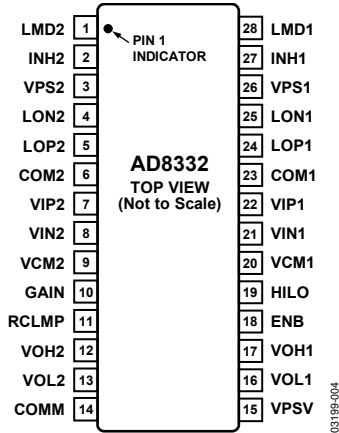 LMD2 1 28 LMD1
PIN 1
INDICATOR
INH2 2 27 INH1
VPS2 3 26 VPS1
LON2 4 25 LON1
LOP2 5 24 LOP1
COM2 6 AD8332 23 COM1
TOP VIEW
(Not to Scale)
VIP2 7 22 VIP1
VIN2 8 21 VIN1
VCM2 9 20 VCM1
GAIN 10 19 HILO
RCLMP 11 18 ENB
VOH2 12 17 VOH1
VOL2 13 16 VOL1
COMM 14 15 VPSV
03199-004